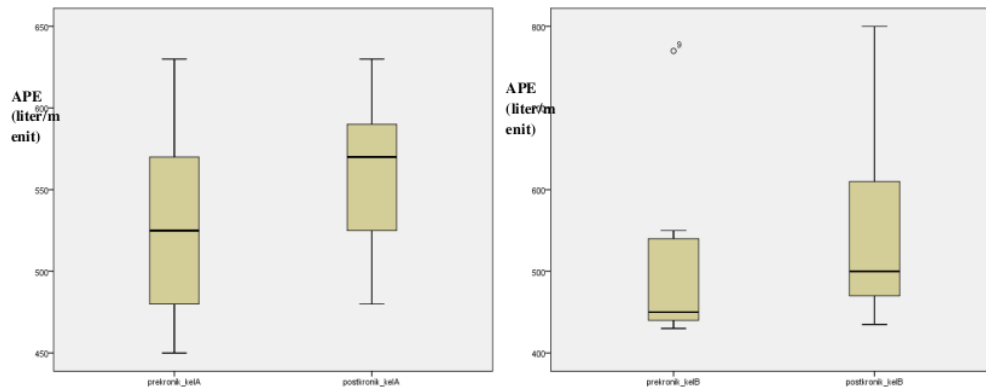 650
APE
600
(liter/m
enit)
550
500
450
prekronik_kelA
postkronik_kelA
800
9
APE
(liter/m
enit)
600
500
400
prekronik_kelB
postkronik_kelB